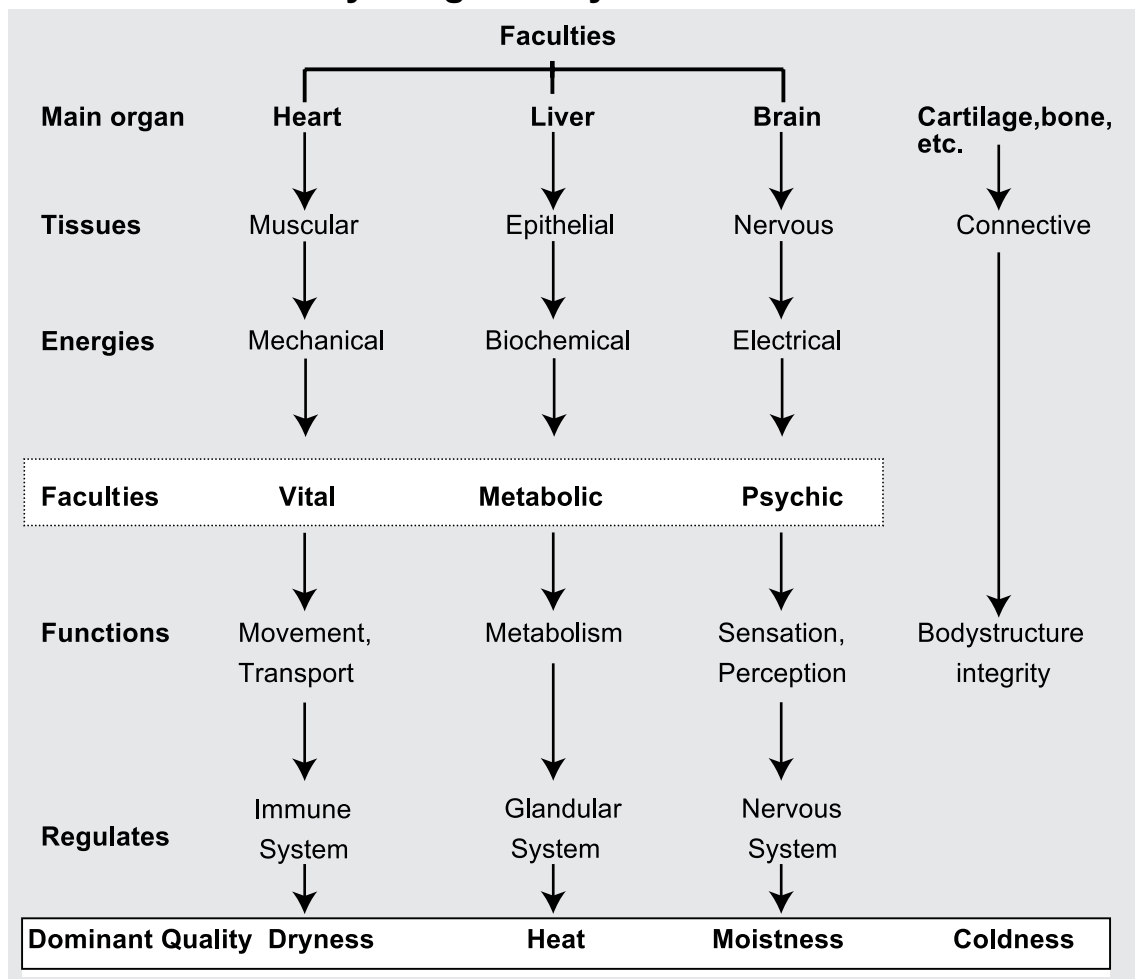 Faculties
Main organ Heart Liver Brain Cartilage,bone,
etc.
Tissues Muscular Epithelial Nervous Connective
Energies Mechanical Biochemical Electrical
Faculties Vital Metabolic Psychic
Functions Movement, Metabolism Sensation, Bodystructure
Transport Perception integrity
Immune Glandular Nervous
Regulates
System System System
Dominant Quality Dryness Heat Moistness Coldness